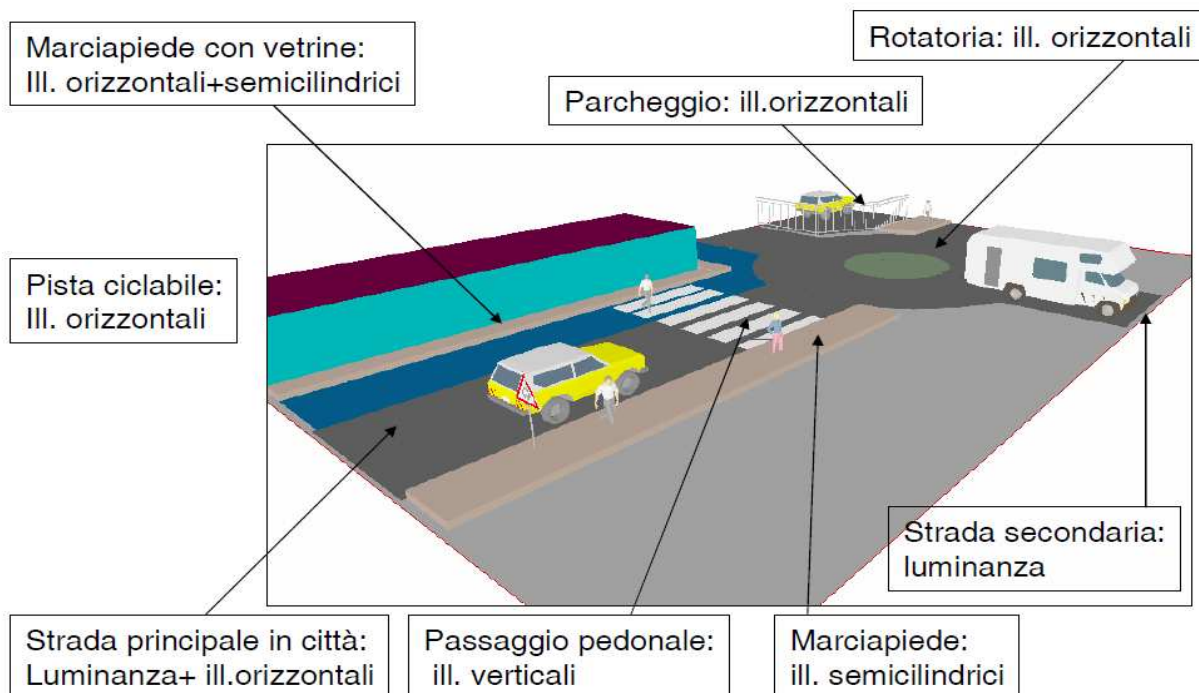 Marciapiede con vetrine:
Ill. orizzontali+semicilindrici
Rotatoria: ill. orizzontali
Parcheggio: ill.orizzontali
Pista ciclabile:
Ill. orizzontali
Strada secondaria:
luminanza
Strada principale in città:
Luminanza+ ill.orizzontali
Passaggio pedonale:
ill. verticali
Marciapiede:
ill. semicilindrici